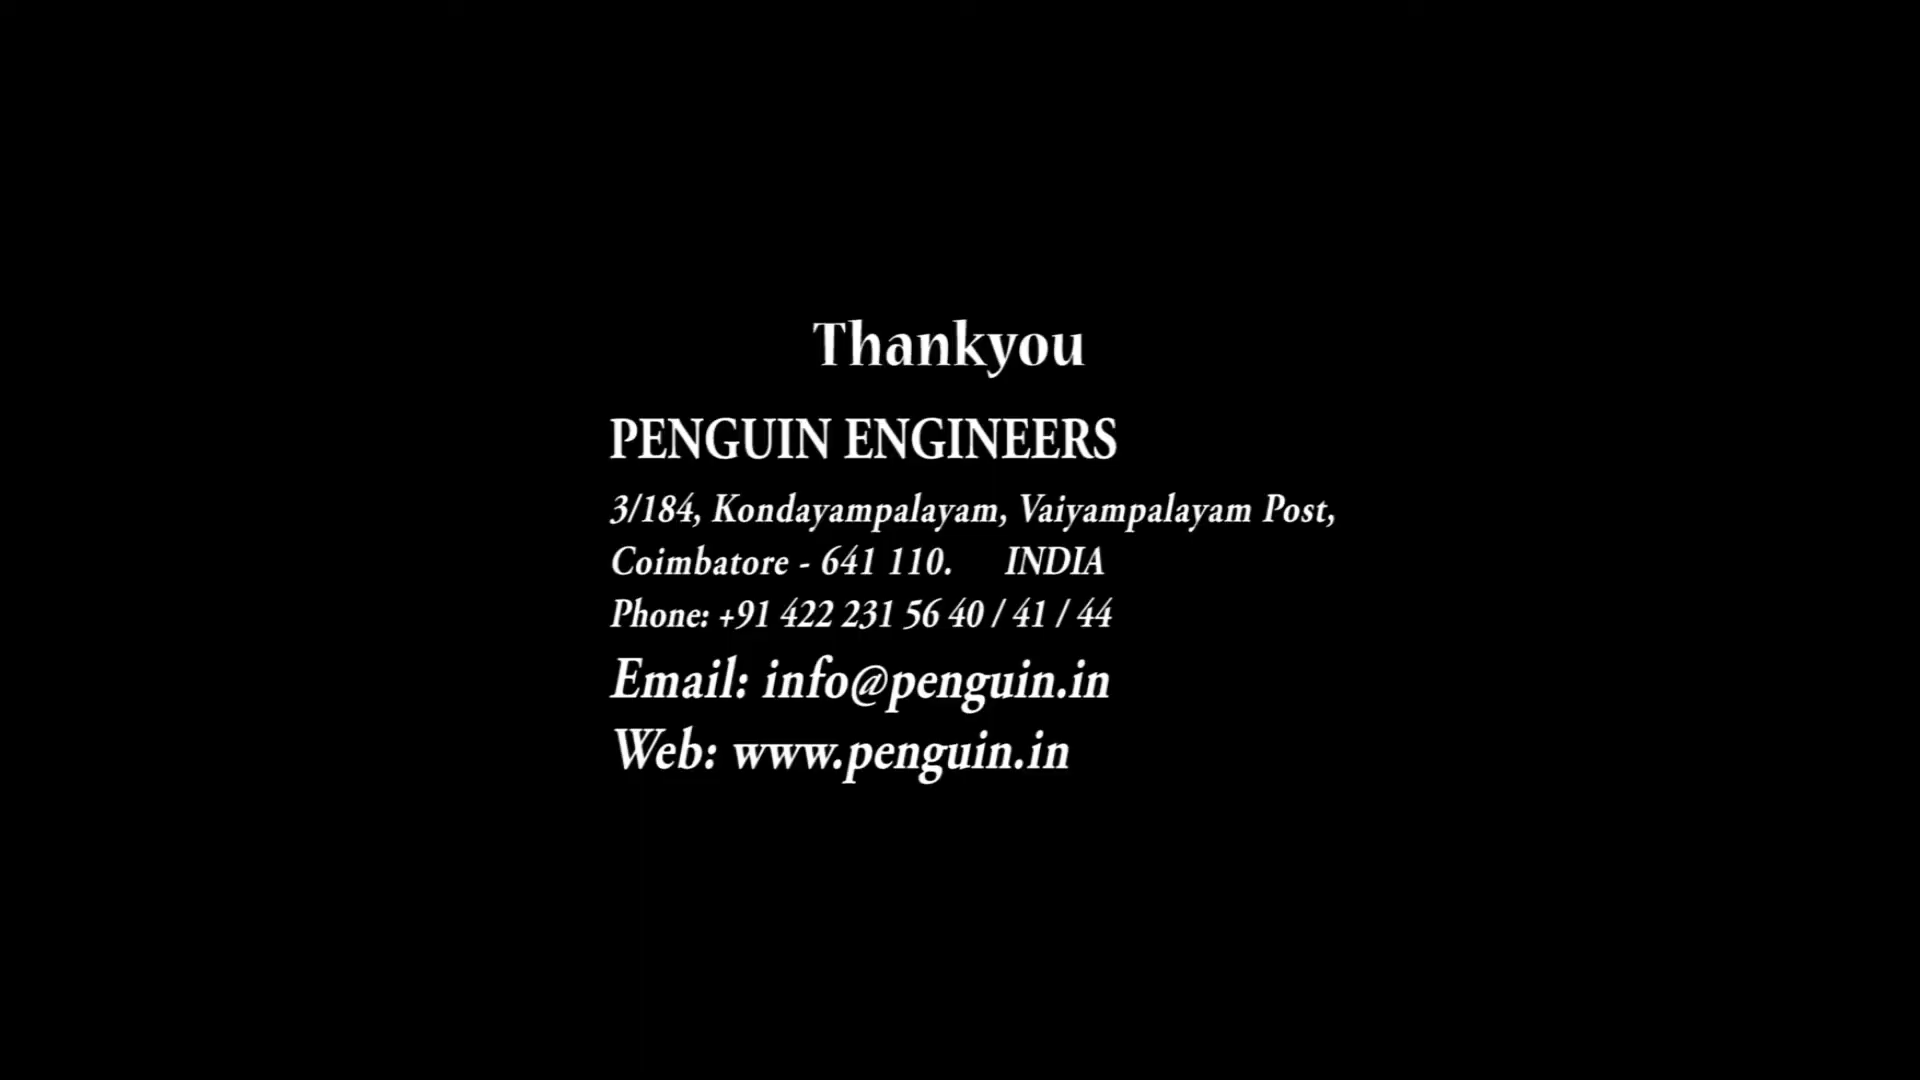 Thankyou
PENGUIN ENGINEERS
3/184, Kondayampalayam, Vaiyampalayam Post,
Coimbatore - 641 110. INDIA
Phone: +91 422 231 56 40 / 41 / 44
Email: info@penguin.in
Web: www.penguin.in